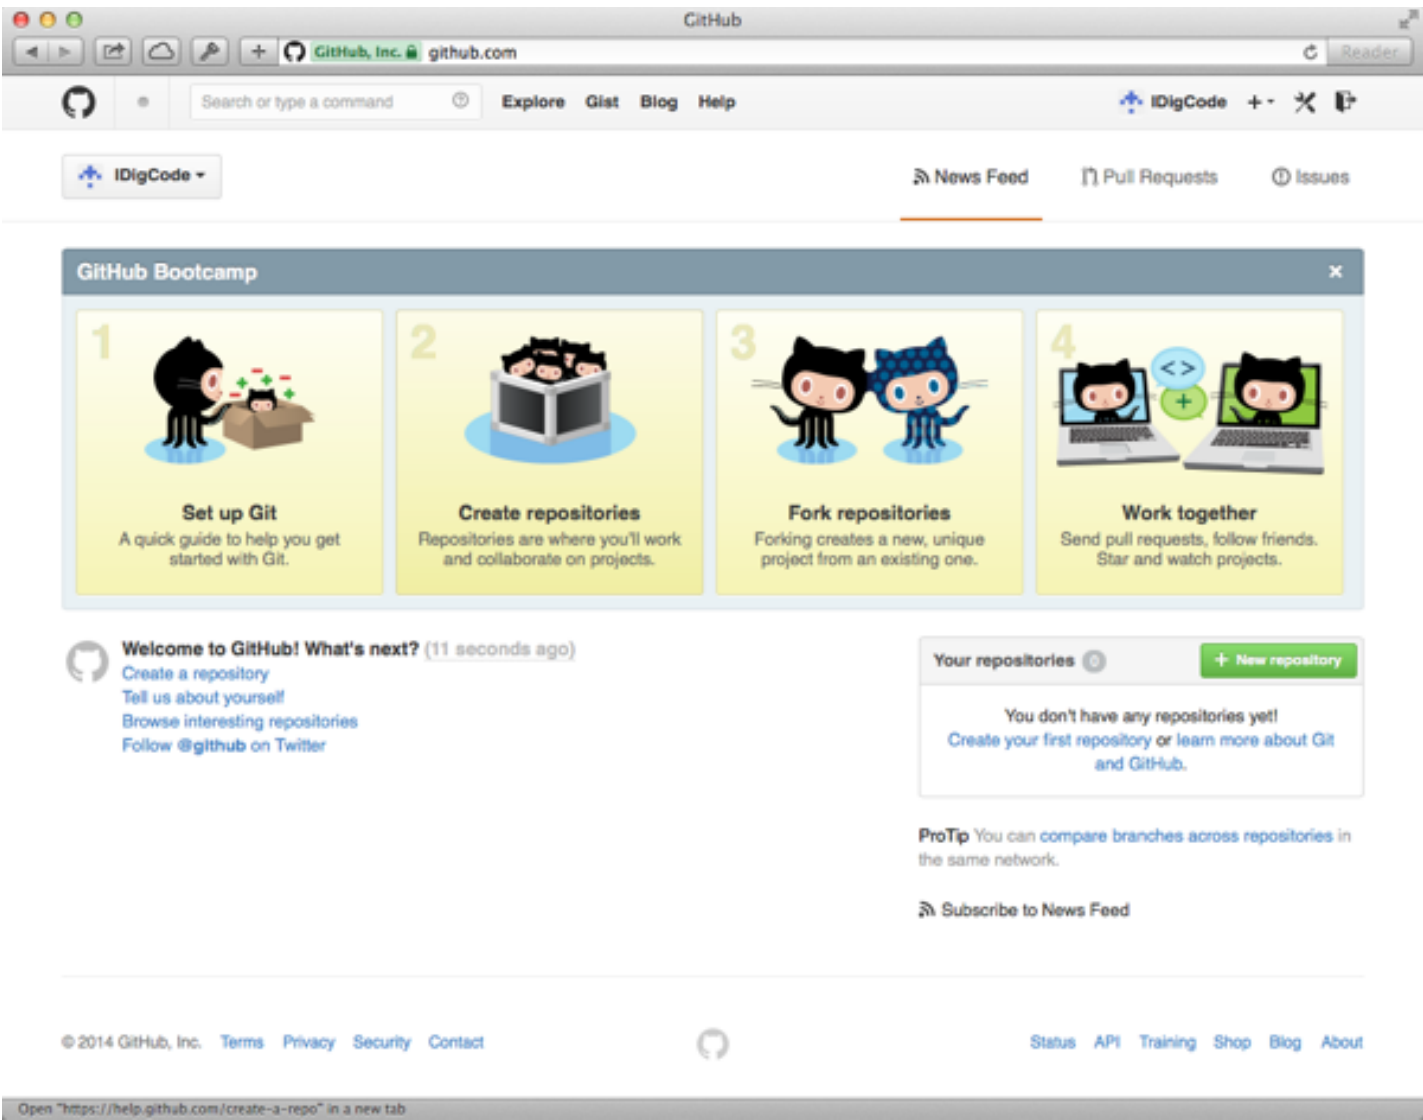 GitHub
GitHub, Inc. github.com
Reader
Search or type a command
Explore Gist Blog Help
IDigCode
IDigCode
News Feed
Pull Requests
Issues
GitHub Bootcamp
1
2
3
4
<>
+
Set up Git
A quick guide to help you get
started with Git.
Create repositories
Repositories are where you'll work
and collaborate on projects.
Fork repositories
Forking creates a new, unique
project from an existing one.
Work together
Send pull requests, follow friends.
Star and watch projects.
Welcome to GitHub! What's next? (11 seconds ago)
Create a repository
Tell us about yourself
Browse interesting repositories
Follow @github on Twitter
Your repositories 0
+ New repository
You don't have any repositories yet!
Create your first repository or learn more about Git
and GitHub.
ProTip You can compare branches across repositories in
the same network.
Subscribe to News Feed
© 2014 GitHub, Inc. Terms Privacy Security Contact
Status API Training Shop Blog About
Open "https://help.github.com/create-a-repo" in a new tab